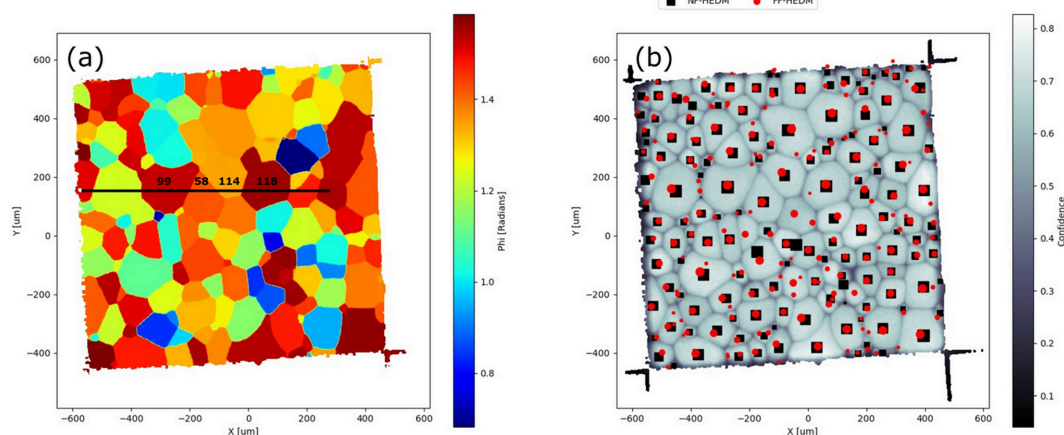 NF-HEDM FF-HEDM
(a)
600
400
200
0
−200
−400
−600 −400 −200 0 200 400 600
X [um]
Y [um]
99 58 114 118
1.4
1.2
1.0
0.8
Phi [Radians]
(b)
600
400
200
0
−200
−400
−600 −400 −200 0 200 400 600
X [um]
Y [um]
0.8
0.7
0.6
0.5
0.4
0.3
0.2
0.1
Confidence